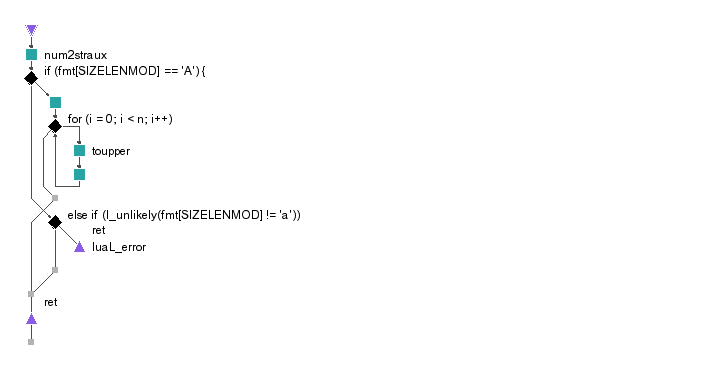 num2straux
if (fmt[SIZELENMOD] == 'A') {
for (i = 0; i < n; i++)
toupper
else if (l_unlikely(fmt[SIZELENMOD] != 'a'))
ret
luaL_error
ret